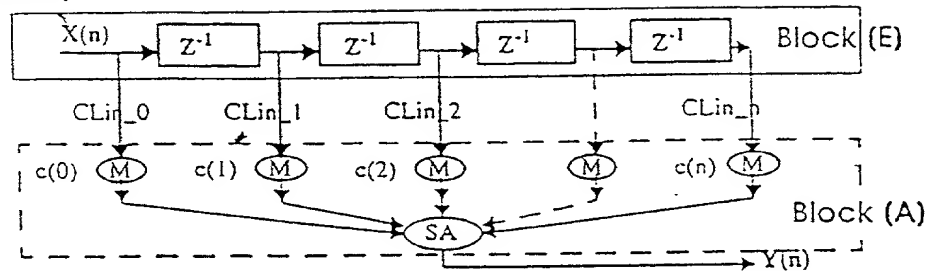 X(n) Z⁻¹ Z⁻¹ Z⁻¹ Z⁻¹ Block (E)
CLin_0 CLin_1 CLin_2 CLin_n
c(0) M c(1) M c(2) M M c(n) M
SA Block (A)
Y(n)